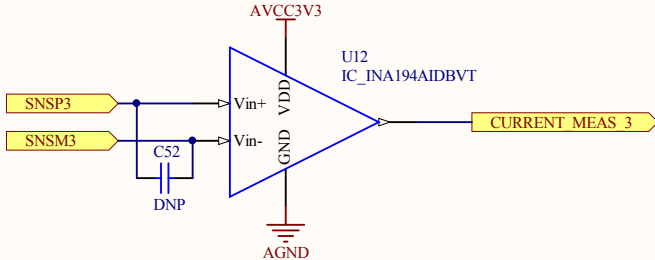 AVCC3V3
U12
IC_INA194AIDBVT
SNSP3
Vin+
VDD
CURRENT_MEAS_3
SNSM3
Vin-
GND
C52
DNP
AGND